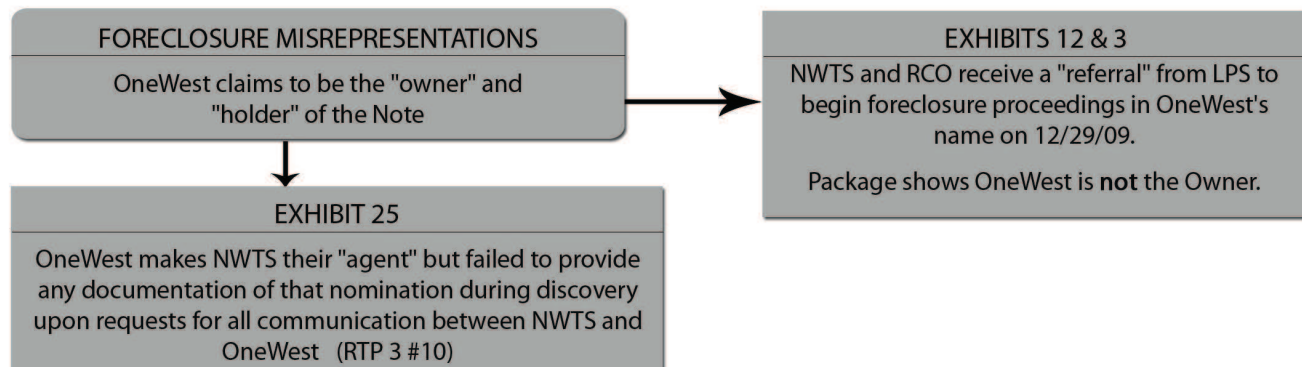 FORECLOSURE MISREPRESENTATIONS
OneWest claims to be the "owner" and
"holder" of the Note
EXHIBITS 12 & 3
NWTS and RCO receive a "referral" from LPS to
begin foreclosure proceedings in OneWest's
name on 12/29/09.
Package shows OneWest is not the Owner.
EXHIBIT 25
OneWest makes NWTS their "agent" but failed to provide
any documentation of that nomination during discovery
upon requests for all communication between NWTS and
OneWest (RTP 3 #10)